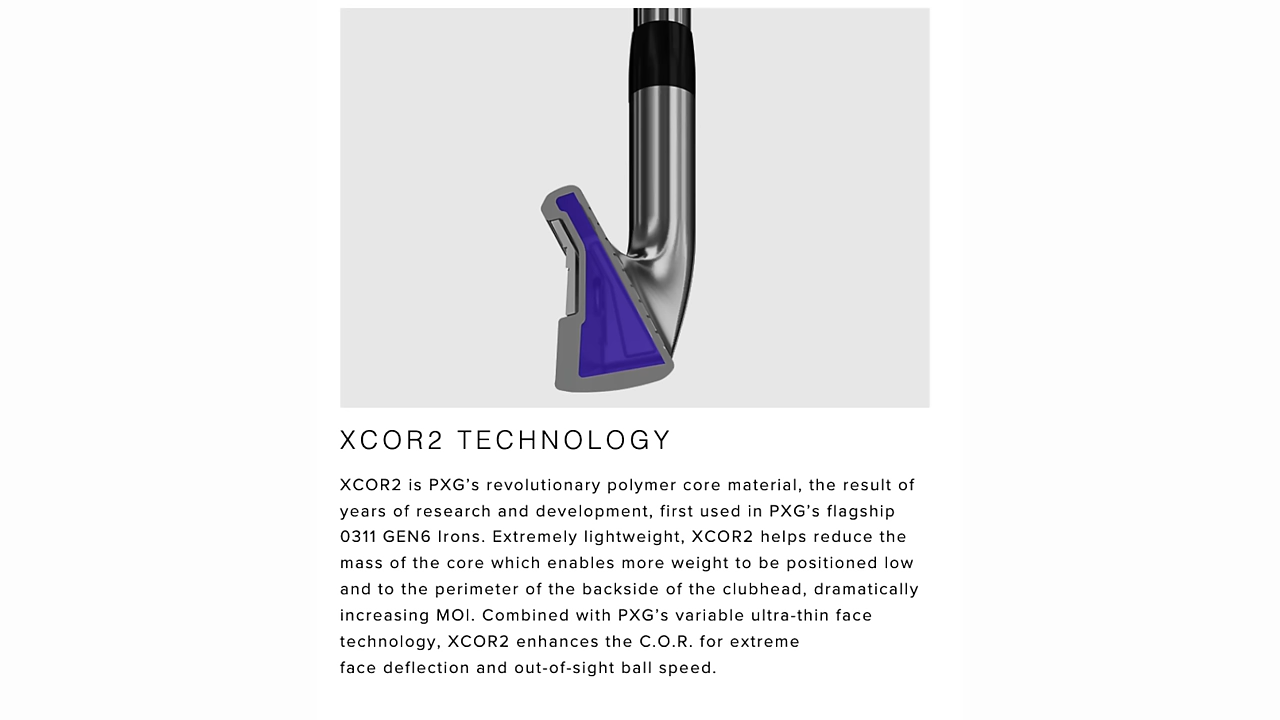 XCOR2 TECHNOLOGY
XCOR2 is PXG’s revolutionary polymer core material, the result of
years of research and development, first used in PXG’s flagship
0311 GEN6 Irons. Extremely lightweight, XCOR2 helps reduce the
mass of the core which enables more weight to be positioned low
and to the perimeter of the backside of the clubhead, dramatically
increasing MOI. Combined with PXG’s variable ultra-thin face
technology, XCOR2 enhances the C.O.R. for extreme
face deflection and out-of-sight ball speed.